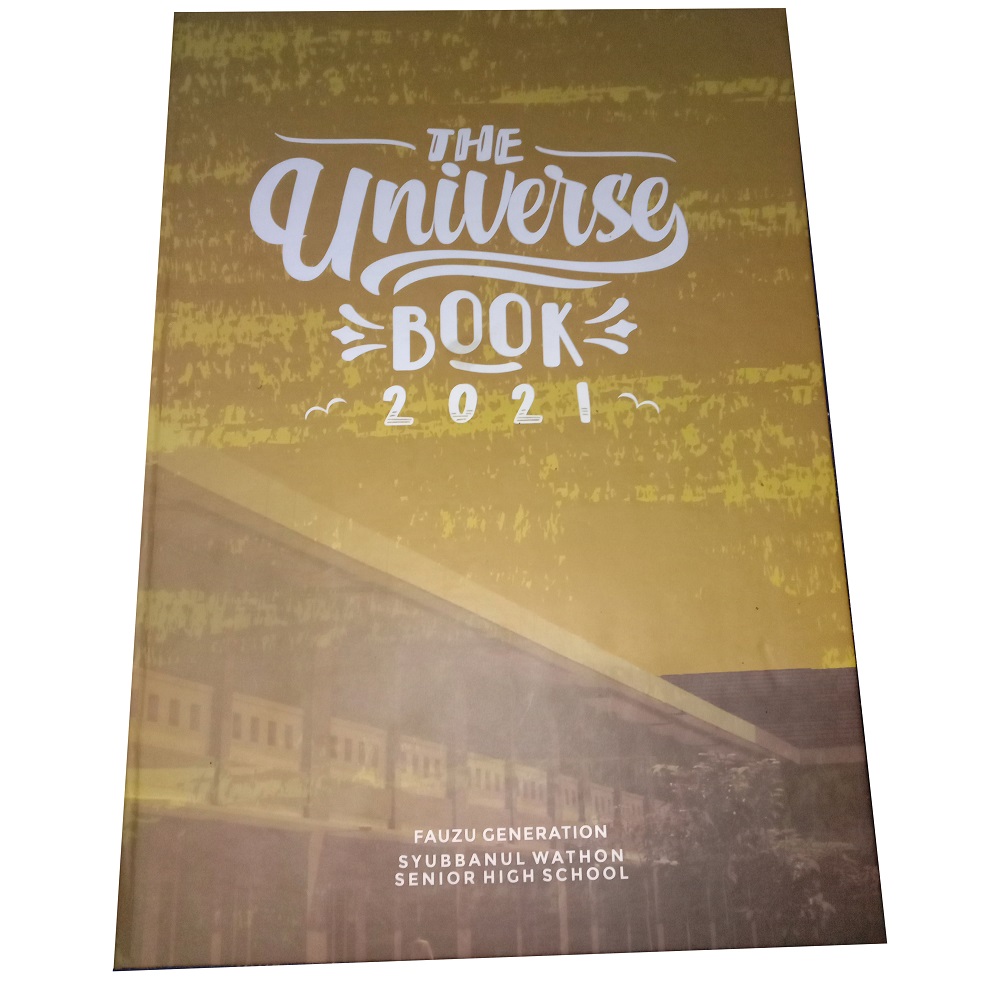 THE
Universe
BOOK
2021
FAUZU GENERATION
SYUBBANUL WATHON
SENIOR HIGH SCHOOL